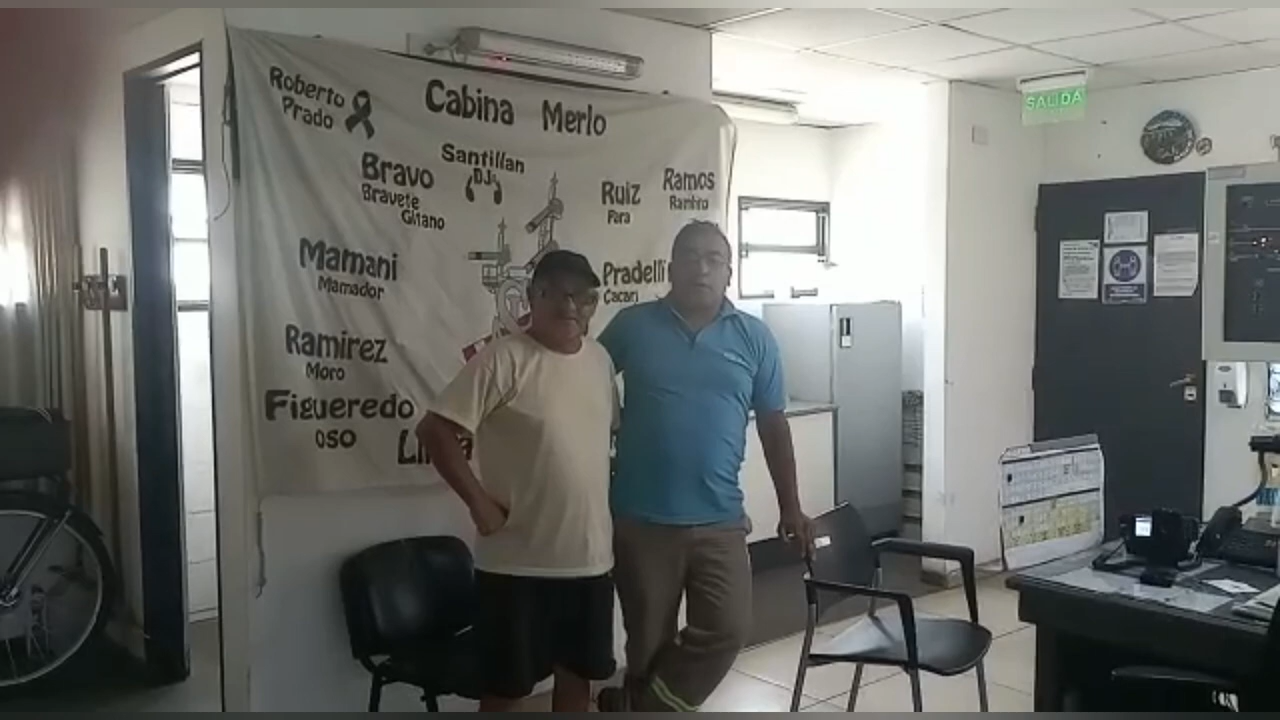 Roberto
Prado
Cabina Merlo
Santillan
DJ
Bravo
Bravete
Gitano
Ruiz
Para
Ramos
Mamani
Mamador
Pradelli
Cacari
Ramirez
Moro
Figueredo
OSO
SALIDA